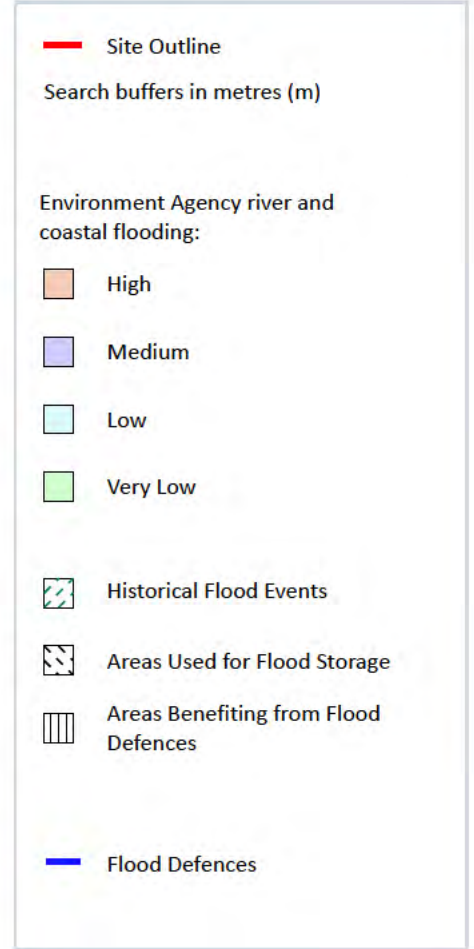 Site Outline
Search buffers in metres (m)
Environment Agency river and
coastal flooding:
High
Medium
Low
Very Low
Historical Flood Events
Areas Used for Flood Storage
Areas Benefiting from Flood
Defences
Flood Defences